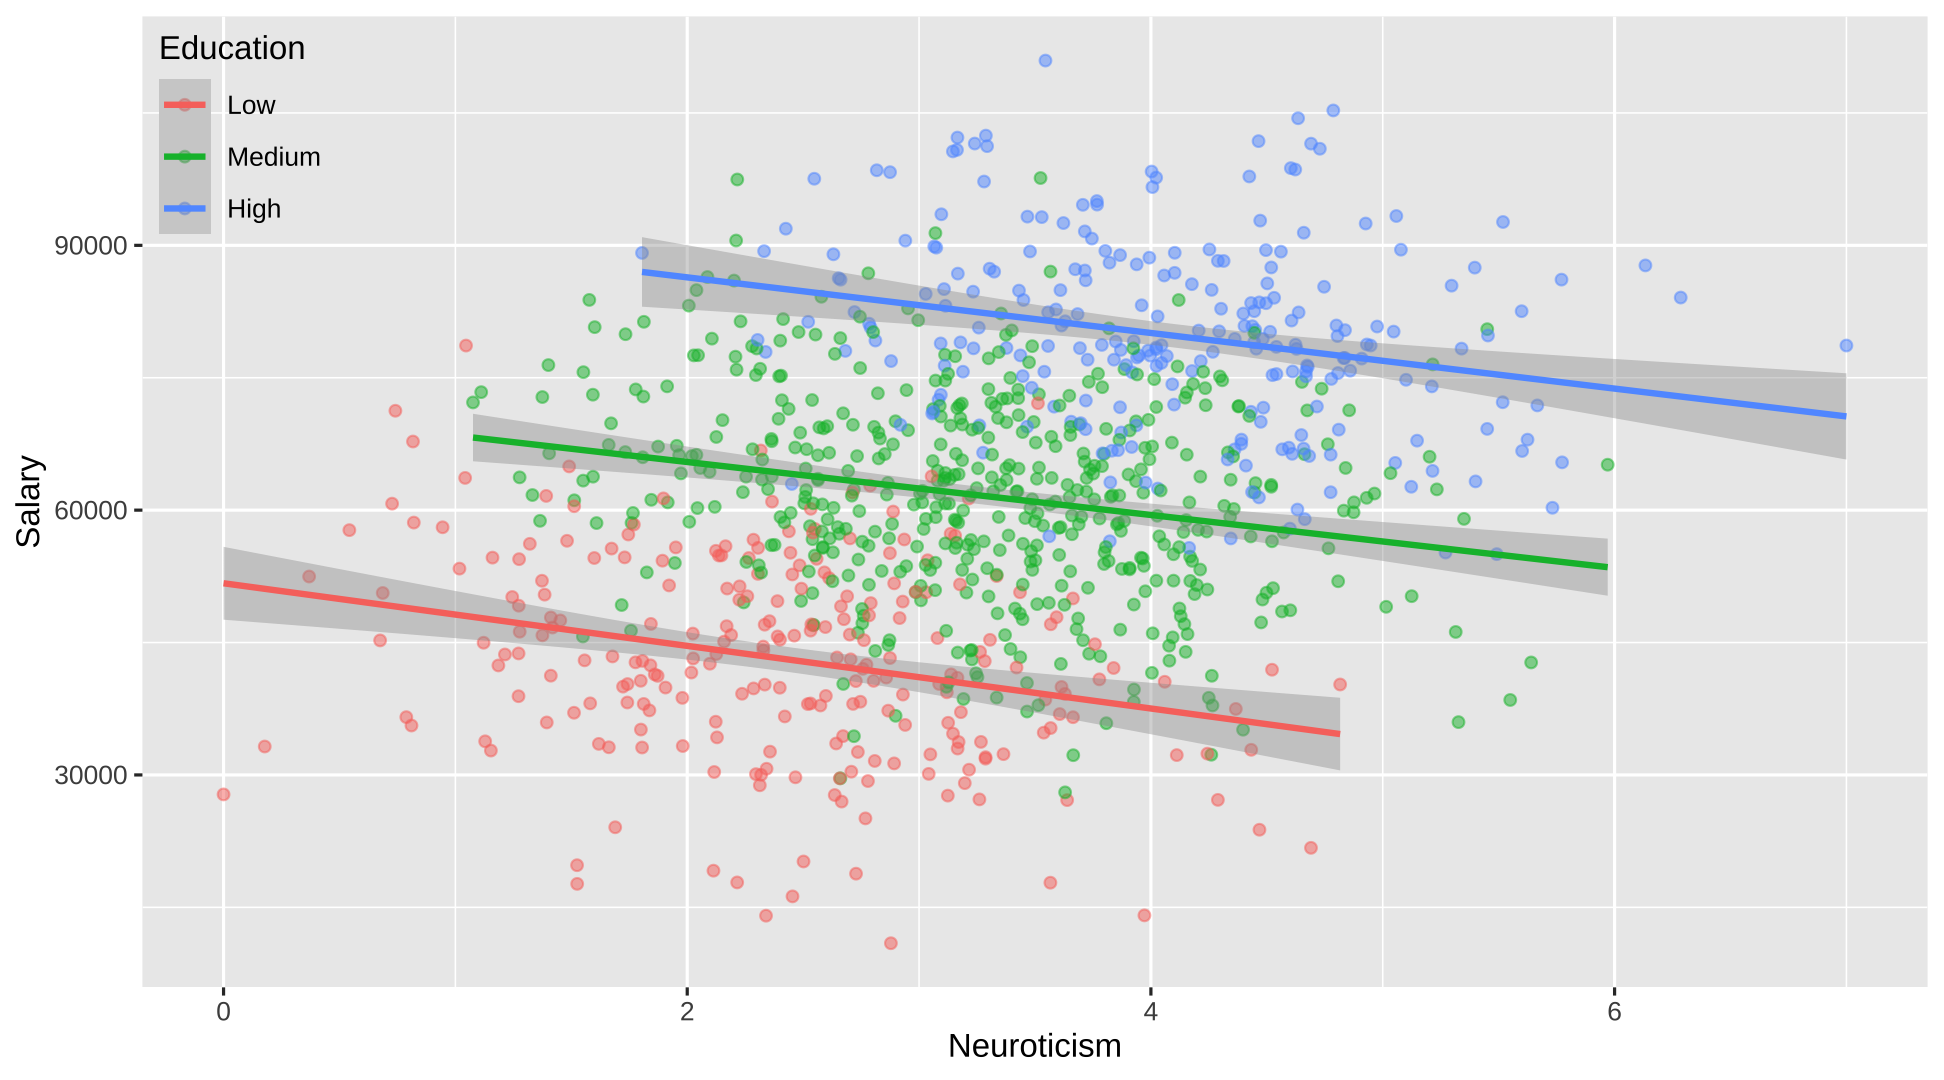 Education
Low
Medium
High
90000
60000
30000
Salary
0 2 4 6
Neuroticism